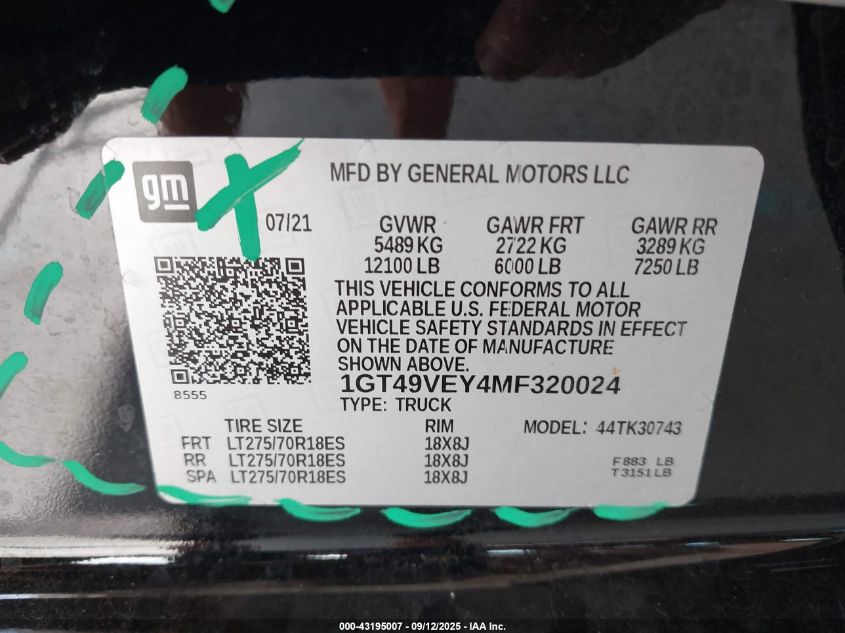 gm
MFD BY GENERAL MOTORS LLC
07/21
GVWR GAWR FRT GAWR RR
5489 KG 2722 KG 3289 KG
12100 LB 6000 LB 7250 LB
THIS VEHICLE CONFORMS TO ALL
APPLICABLE U.S. FEDERAL MOTOR
VEHICLE SAFETY STANDARDS IN EFFECT
ON THE DATE OF MANUFACTURE
SHOWN ABOVE.
1GT49VEY4MF320024
8555
TYPE: TRUCK
TIRE SIZE RIM MODEL: 44TK30743
FRT LT275/70R18ES 18X8J
RR LT275/70R18ES 18X8J F 883 LB
SPA LT275/70R18ES 18X8J T 3151 LB
000-43195007 - 09/12/2025 - IAA Inc.